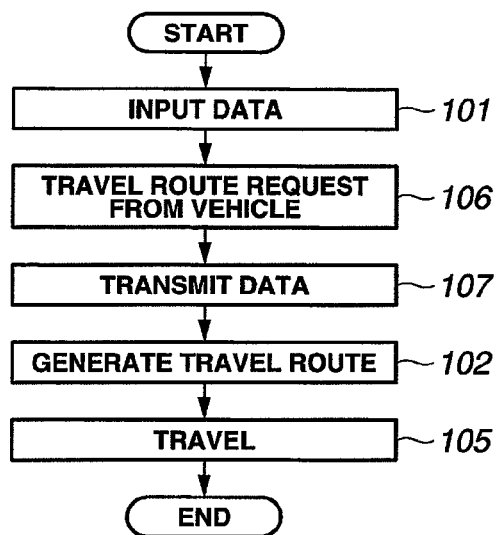 START
INPUT DATA
101
TRAVEL ROUTE REQUEST
FROM VEHICLE
106
TRANSMIT DATA
107
GENERATE TRAVEL ROUTE
102
TRAVEL
105
END